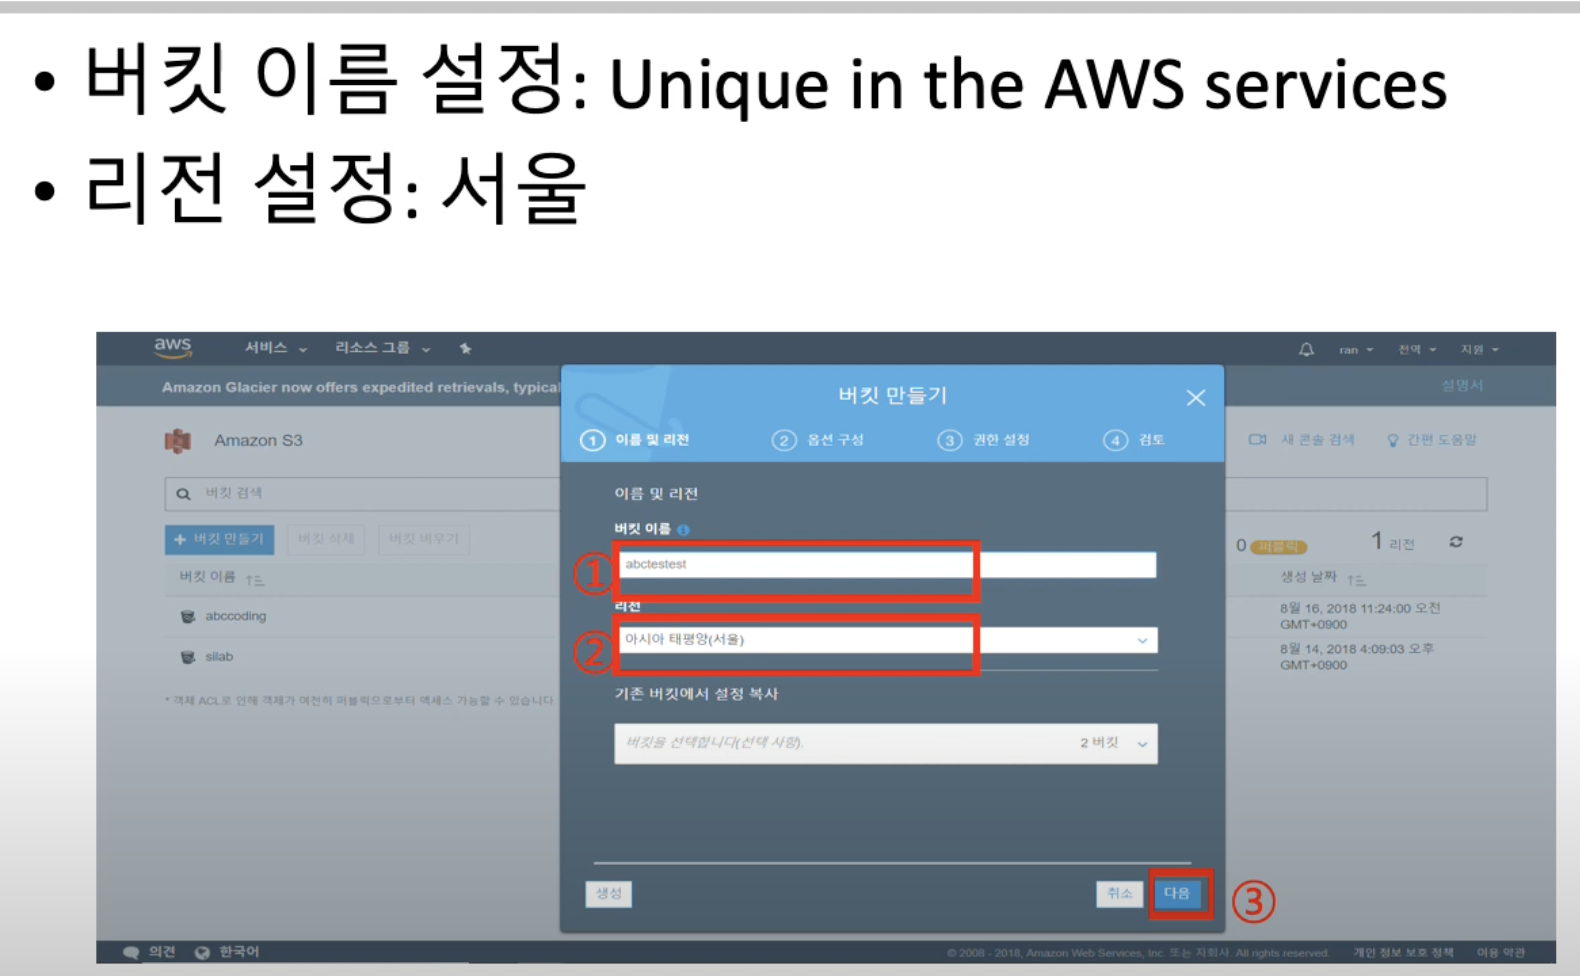 • 버킷 이름 설정: Unique in the AWS services
• 리전 설정: 서울
aws 서비스 리소스 그룹 ran 전역 지원
Amazon Glacier now offers expedited retrievals, typical 설명서
버킷 만들기
1 이름 및 리전 2 옵션 구성 3 권한 설정 4 검토
Amazon S3 새 콘솔 검색 간편 도움말
버킷 검색
이름 및 리전
버킷 이름
+ 버킷 만들기 버킷 삭제 버킷 비우기 0 퍼블릭 1 리전
① abctestest
버킷 이름 생성 날짜
리전
abccoding 8월 16, 2018 11:24:00 오전
GMT+0900
② 아시아 태평양(서울)
silab 8월 14, 2018 4:09:03 오후
GMT+0900
기존 버킷에서 설정 복사
* 객체 ACL로 인해 객체가 여전히 퍼블릭으로부터 액세스 가능할 수 있습니다
버킷을 선택합니다(선택 사항). 2 버킷
생성 취소 다음 ③
의견 한국어 © 2008 - 2018, Amazon Web Services, Inc. 또는 자회사. All rights reserved. 개인 정보 보호 정책 이용 약관